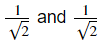 1/√2 and 1/√2